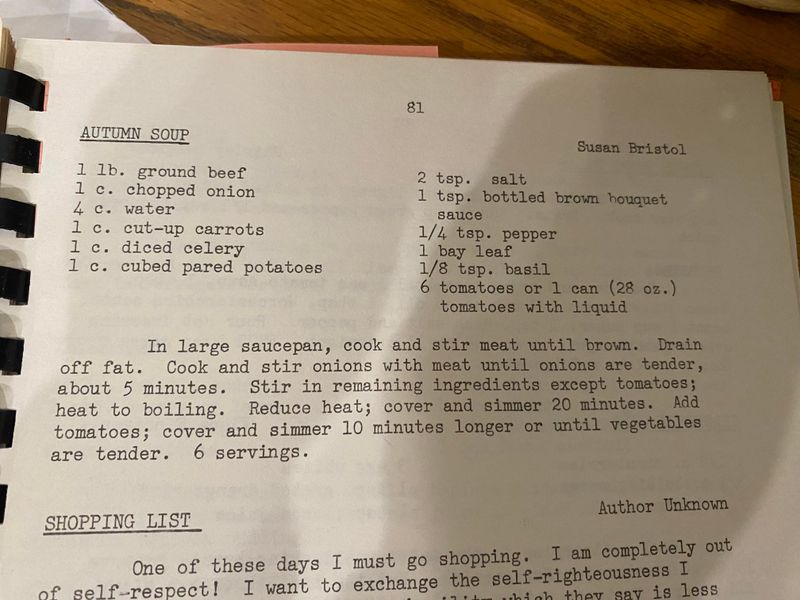 81
AUTUMN SOUP
Susan Bristol
1 lb. ground beef
1 c. chopped onion
4 c. water
1 c. cut-up carrots
1 c. diced celery
1 c. cubed pared potatoes
2 tsp. salt
1 tsp. bottled brown bouquet
sauce
1/4 tsp. pepper
1 bay leaf
1/8 tsp. basil
6 tomatoes or 1 can (28 oz.)
tomatoes with liquid
In large saucepan, cook and stir meat until brown. Drain
off fat. Cook and stir onions with meat until onions are tender,
about 5 minutes. Stir in remaining ingredients except tomatoes;
heat to boiling. Reduce heat; cover and simmer 20 minutes. Add
tomatoes; cover and simmer 10 minutes longer or until vegetables
are tender. 6 servings.
SHOPPING LIST
Author Unknown
One of these days I must go shopping. I am completely out
of self-respect! I want to exchange the self-righteousness I
which they say is less